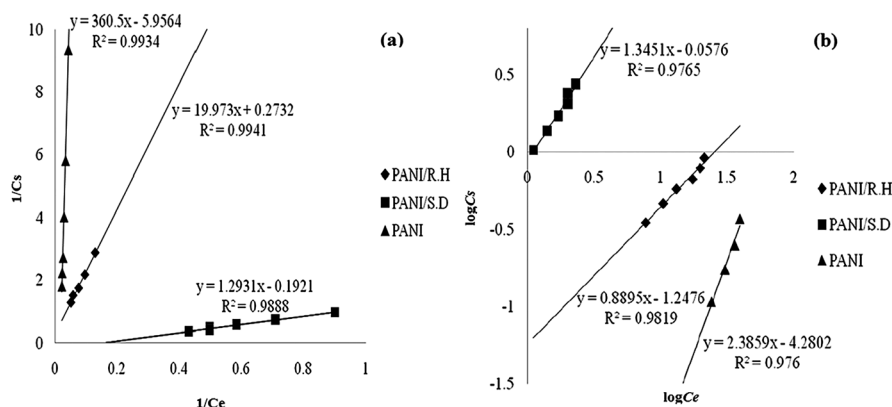 (a)
y = 360.5x - 5.9564
R² = 0.9934
y = 19.973x + 0.2732
R² = 0.9941
y = 1.2931x - 0.1921
R² = 0.9888
10
8
6
4
2
0
1/Cs
0
0.2
0.4
0.6
0.8
1
1/Ce
PANI/R.H
PANI/S.D
PANI
(b)
y = 1.3451x - 0.0576
R² = 0.9765
y = 0.8895x - 1.2476
R² = 0.9819
y = 2.3859x - 4.2802
R² = 0.976
0.5
0
-0.5
-1
-1.5
logCs
0
0.5
1
1.5
2
logCe
PANI/R.H
PANI/S.D
PANI